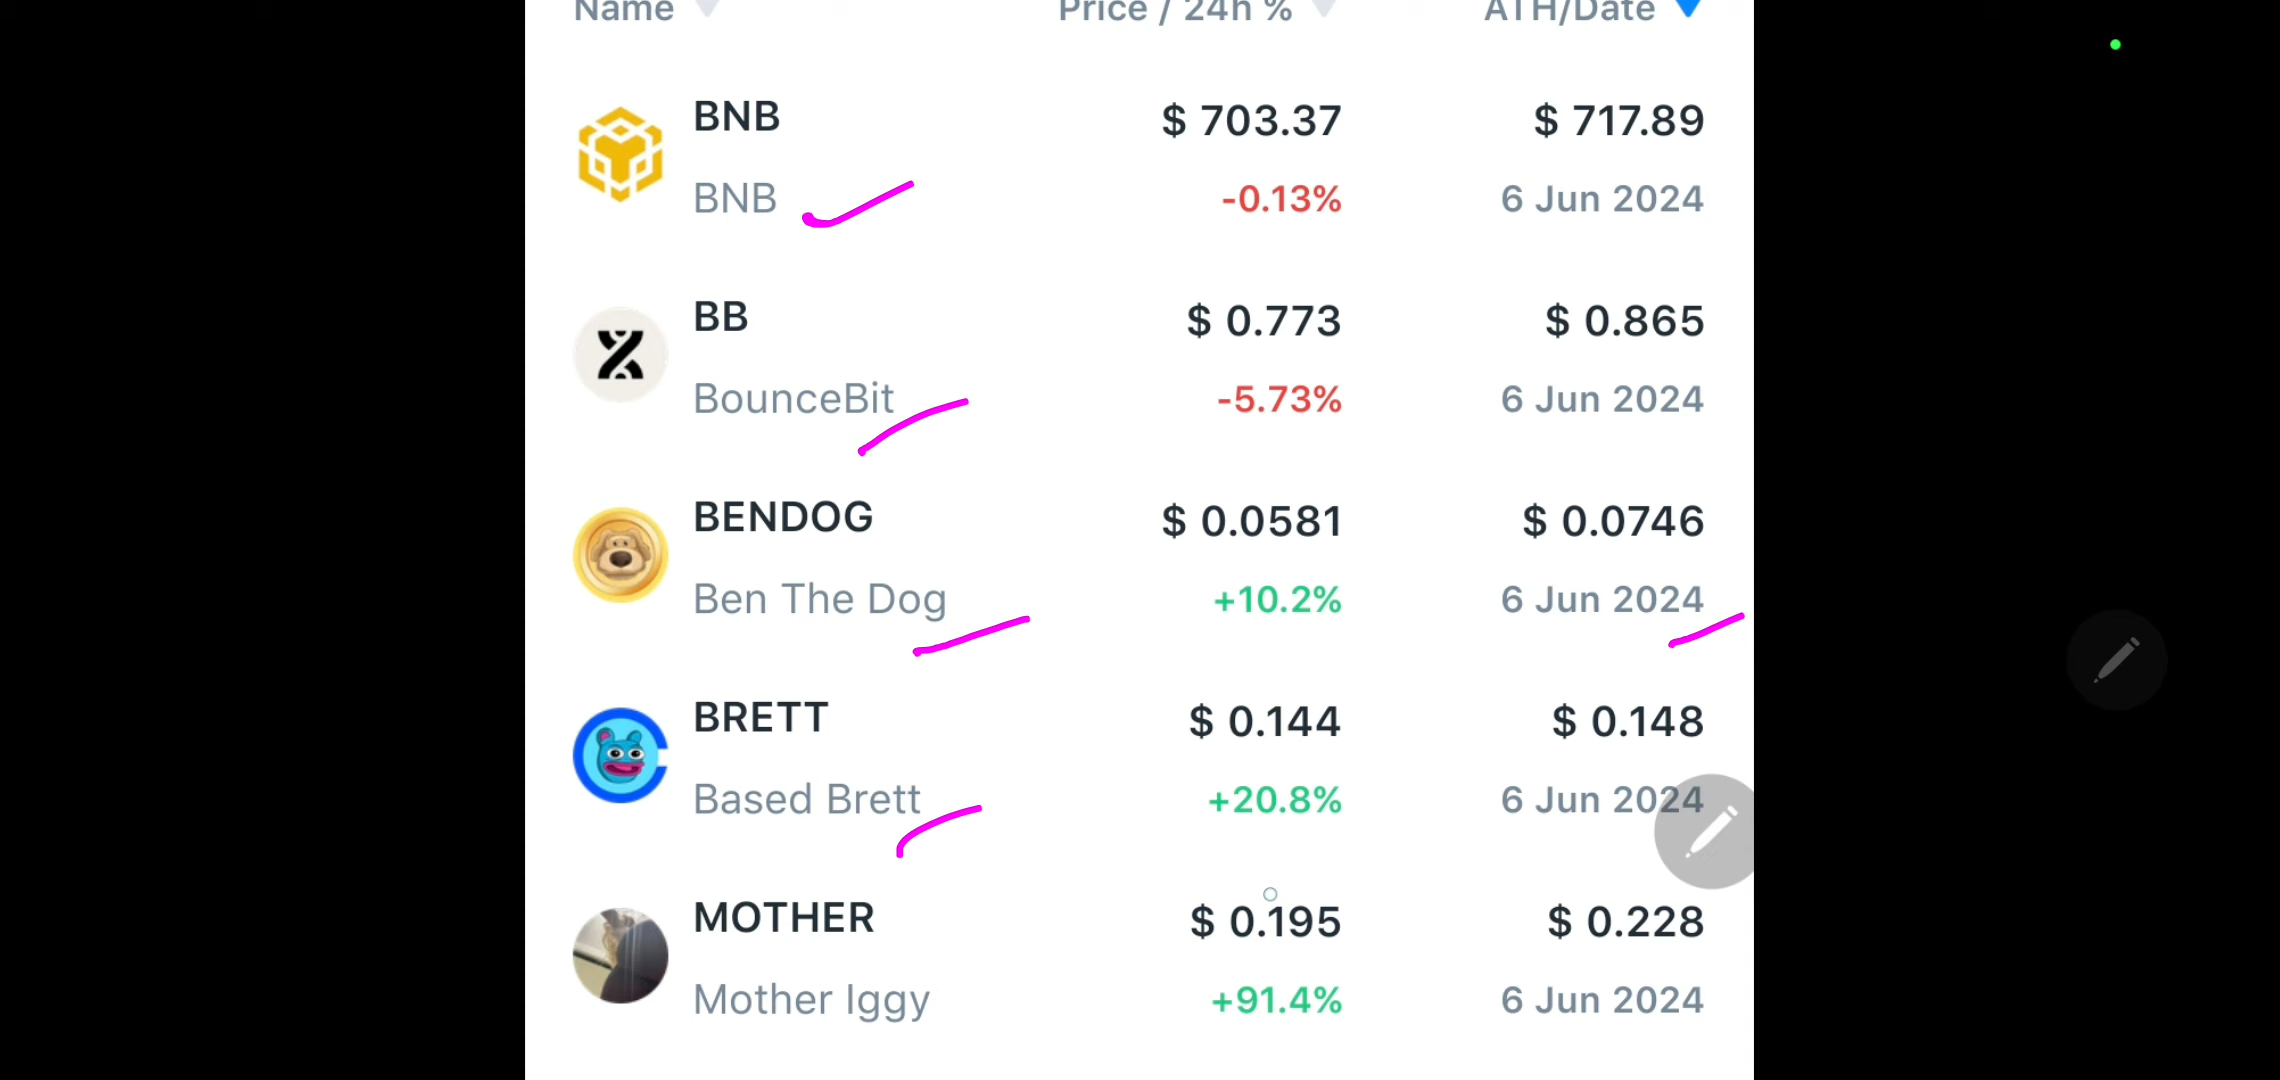 Name Price / 24h % ATH/Date
BNB $ 703.37 $ 717.89
BNB -0.13% 6 Jun 2024
BB $ 0.773 $ 0.865
BounceBit -5.73% 6 Jun 2024
BENDOG $ 0.0581 $ 0.0746
Ben The Dog +10.2% 6 Jun 2024
BRETT $ 0.144 $ 0.148
Based Brett +20.8% 6 Jun 2024
MOTHER $ 0.195 $ 0.228
Mother Iggy +91.4% 6 Jun 2024